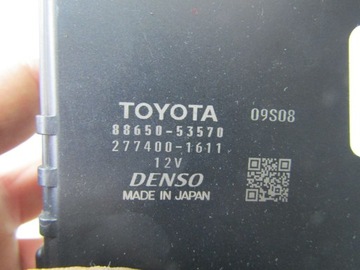 TOYOTA 09S08
88650-53570
277400-1611
12V
DENSO
MADE IN JAPAN